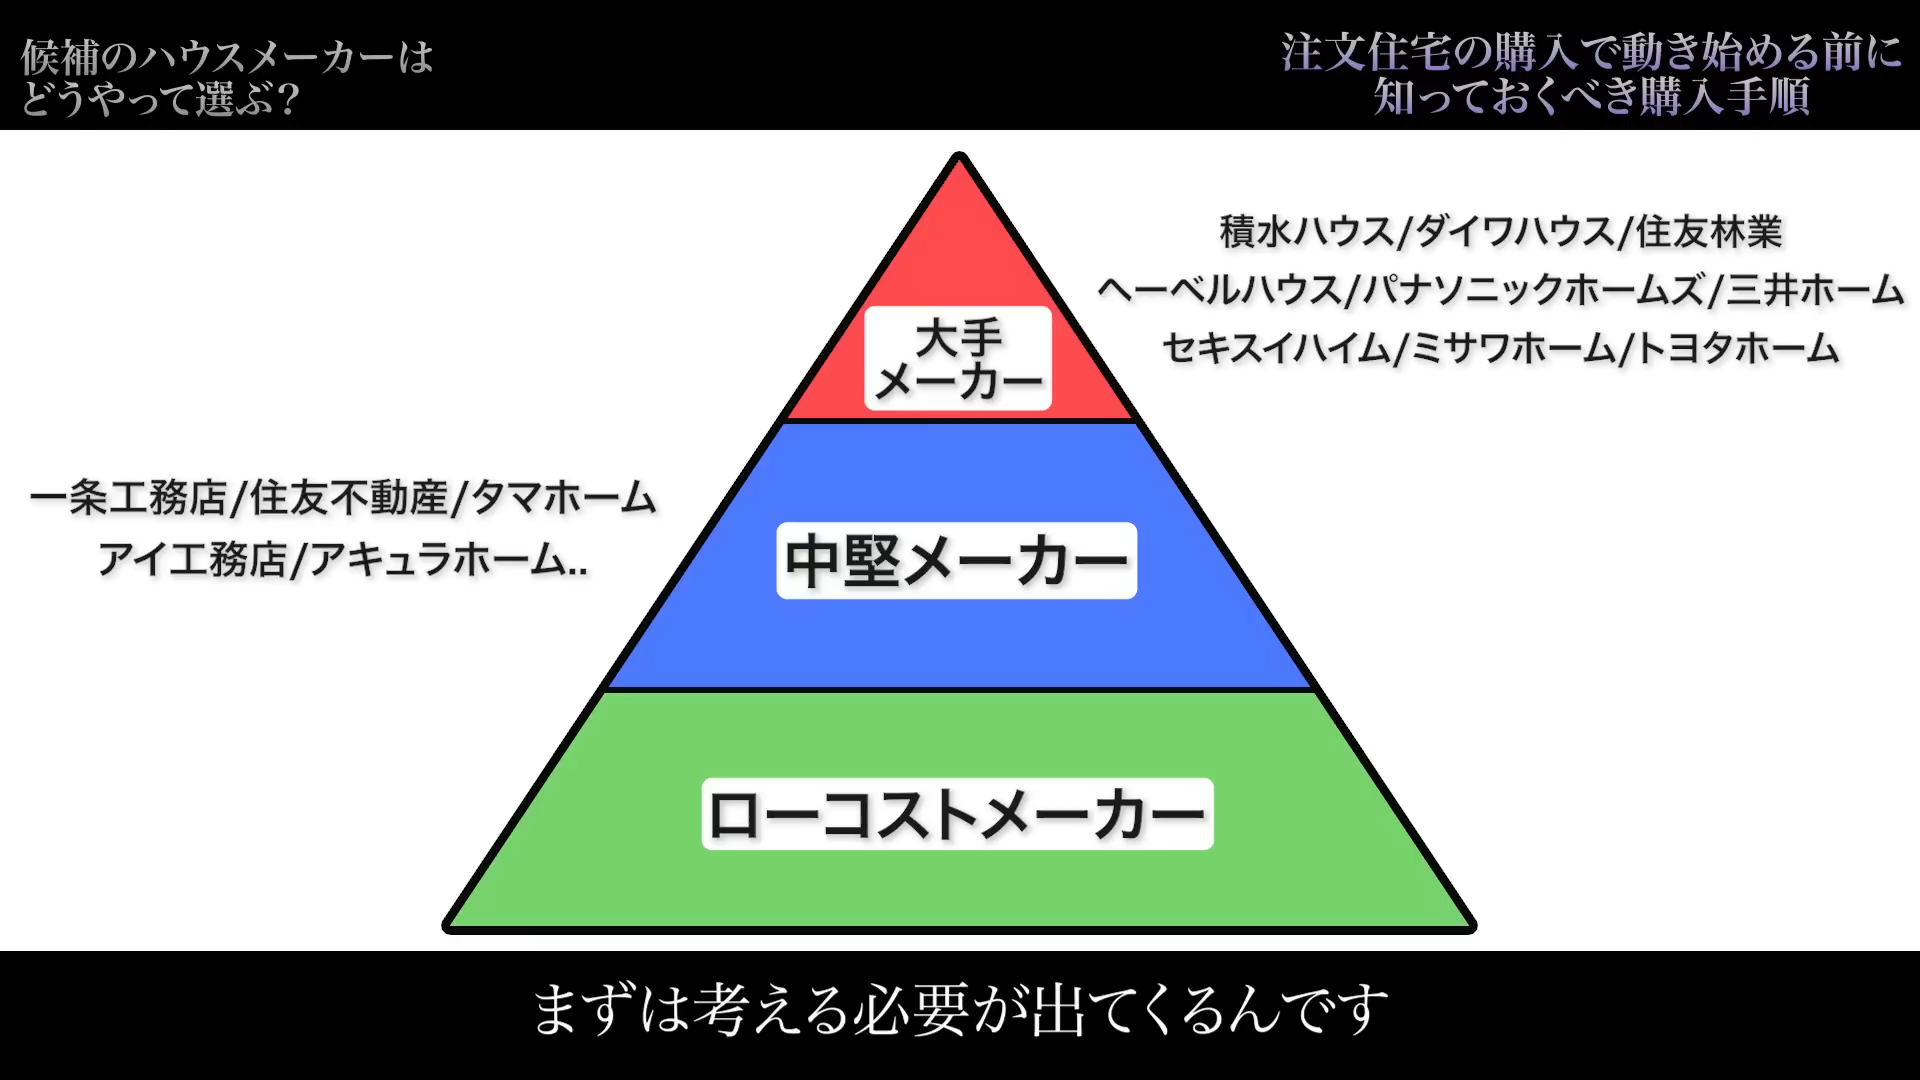 候補のハウスメーカーは
どうやって選ぶ？
注文住宅の購入で動き始める前に
知っておくべき購入手順
積水ハウス/ダイワハウス/住友林業
ヘーベルハウス/パナソニックホームズ/三井ホーム
セキスイハイム/ミサワホーム/トヨタホーム
大手
メーカー
一条工務店/住友不動産/タマホーム
アイ工務店/アキュラホーム..
中堅メーカー
ローコストメーカー
まずは考える必要が出てくるんです